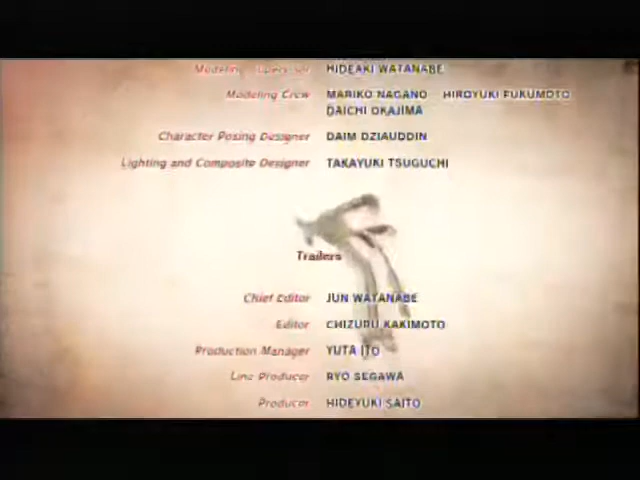 Modeling Supervisor HIDEAKI WATANABE
Modeling Crew MARIKO NAGANO HIROYUKI FUKUMOTO
DAICHI OKAJIMA
Character Posing Designer DAIM DZIAUDDIN
Lighting and Composite Designer TAKAYUKI TSUGUCHI
Trailers
Chief Editor JUN WATANABE
Editor CHIZURU KAKIMOTO
Production Manager YUTA ITO
Line Producer RYO SEGAWA
Producer HIDEYUKI SAITO